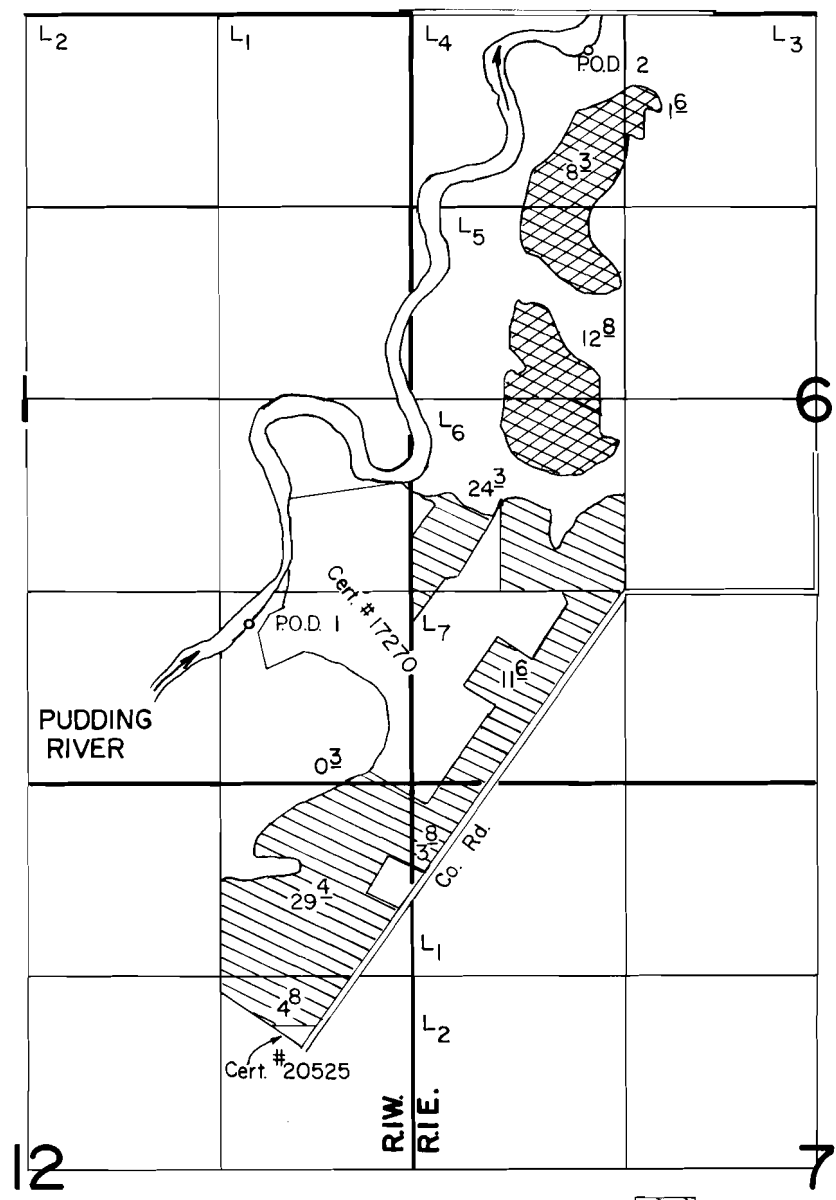 L2
L1
L4
L3
P.O.D. 2
1 6
8 3
L5
12 8
1
6
L6
24 3
Cert. # 17270
P.O.D. 1
L7
11 6
PUDDING
RIVER
0 3
3 8
Co. Rd.
29 4
L1
4 8
L2
Cert. # 20525
R.1W.
R.1E.
12
7